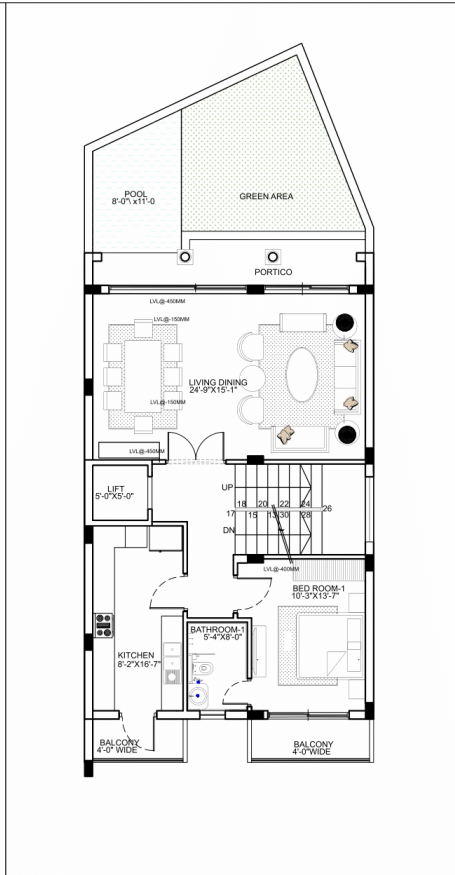 POOL
8'-0"\ x11'-0
GREEN AREA
PORTICO
LVL@-450MM
LVL@-150MM
LIVING DINING
24'-9"X15'-1"
LVL@-150MM
LVL@-450MM
LIFT
5'-0"X5'-0"
UP
18 20 22 24
17 15 13 30 28 26
DN
LVL@-400MM
BED ROOM-1
10'-3"X13'-7"
BATHROOM-1
5'-4"X8'-0"
KITCHEN
8'-2"X16'-7"
BALCONY
4'-0" WIDE
BALCONY
4'-0"WIDE